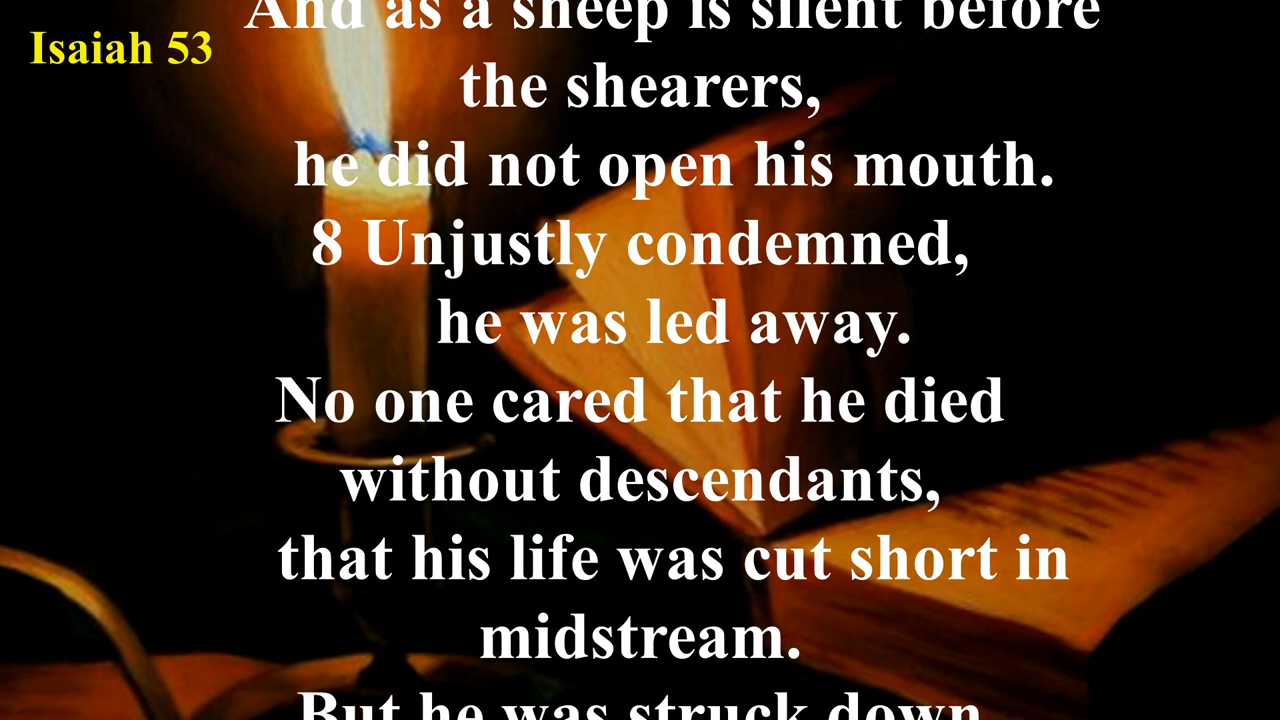 And as a sheep is silent before
Isaiah 53
the shearers,
he did not open his mouth.
8 Unjustly condemned,
he was led away.
No one cared that he died
without descendants,
that his life was cut short in
midstream.
But he was struck down